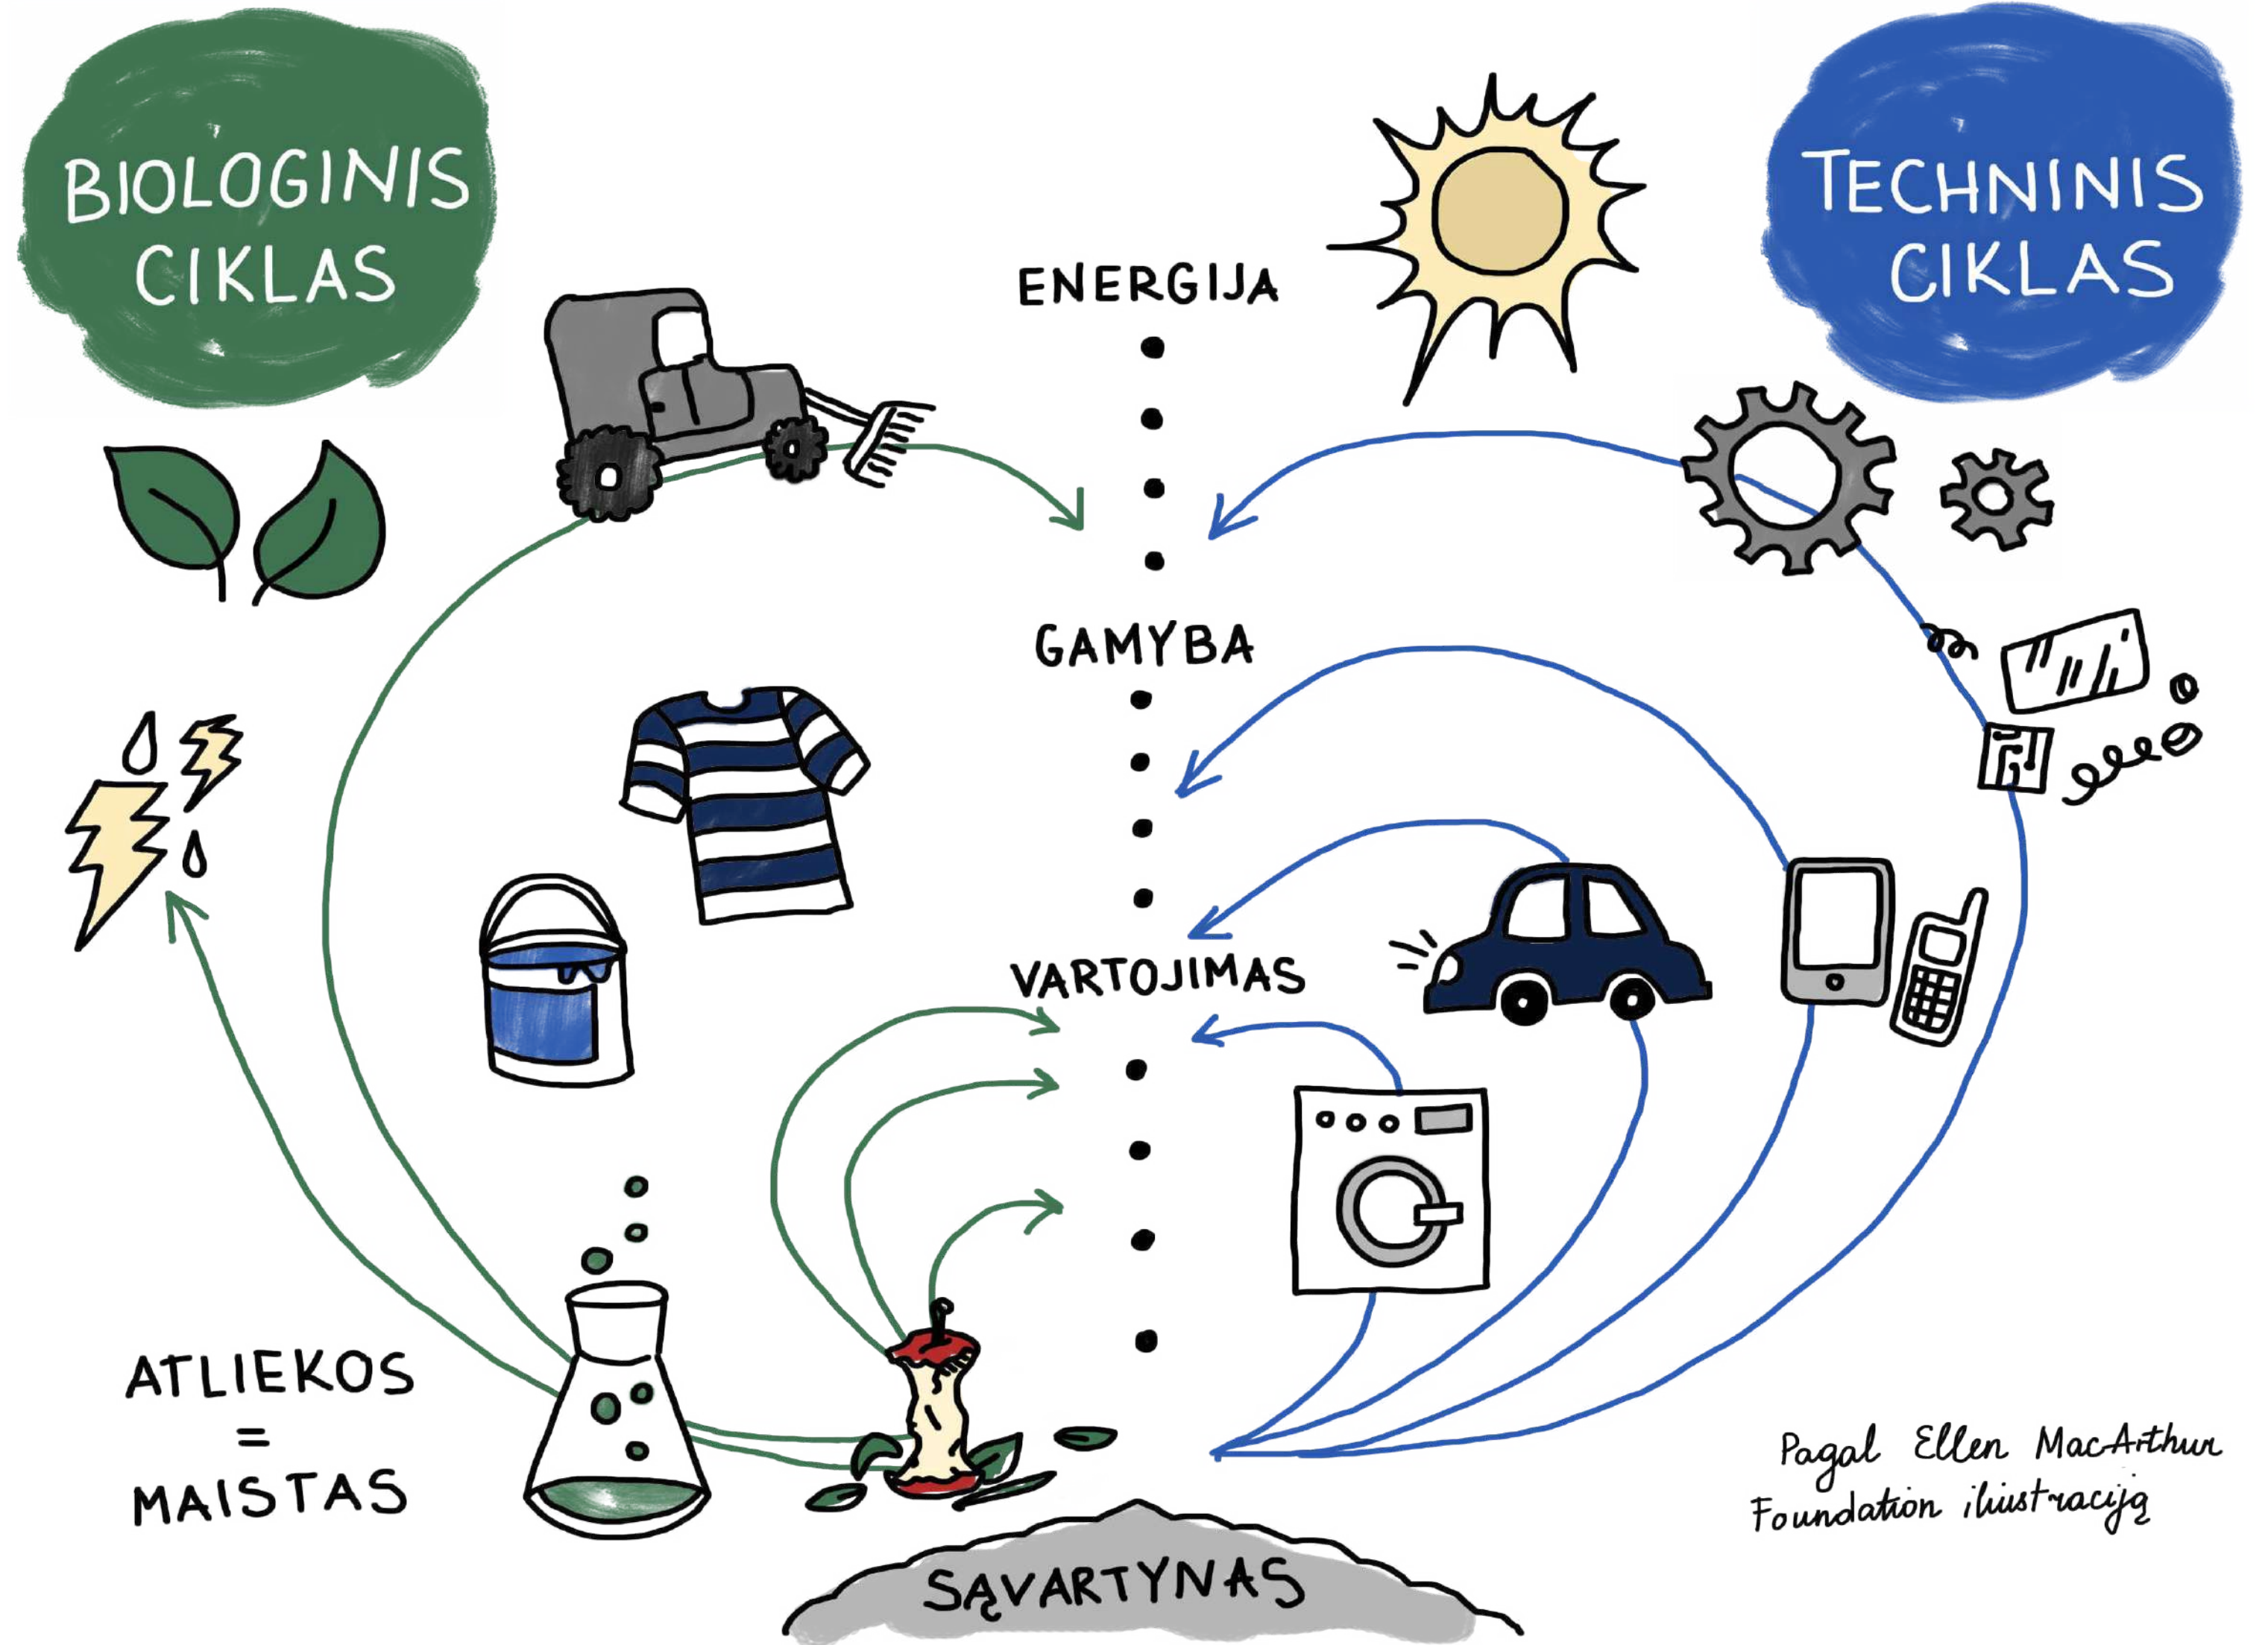 BIOLOGINIS
CIKLAS
TECHNINIS
CIKLAS
ENERGIJA
GAMYBA
VARTOJIMAS
ATLIEKOS
=
MAISTAS
Pagal Ellen MacArthur
Foundation iliustraciją
SĄVARTYNAS